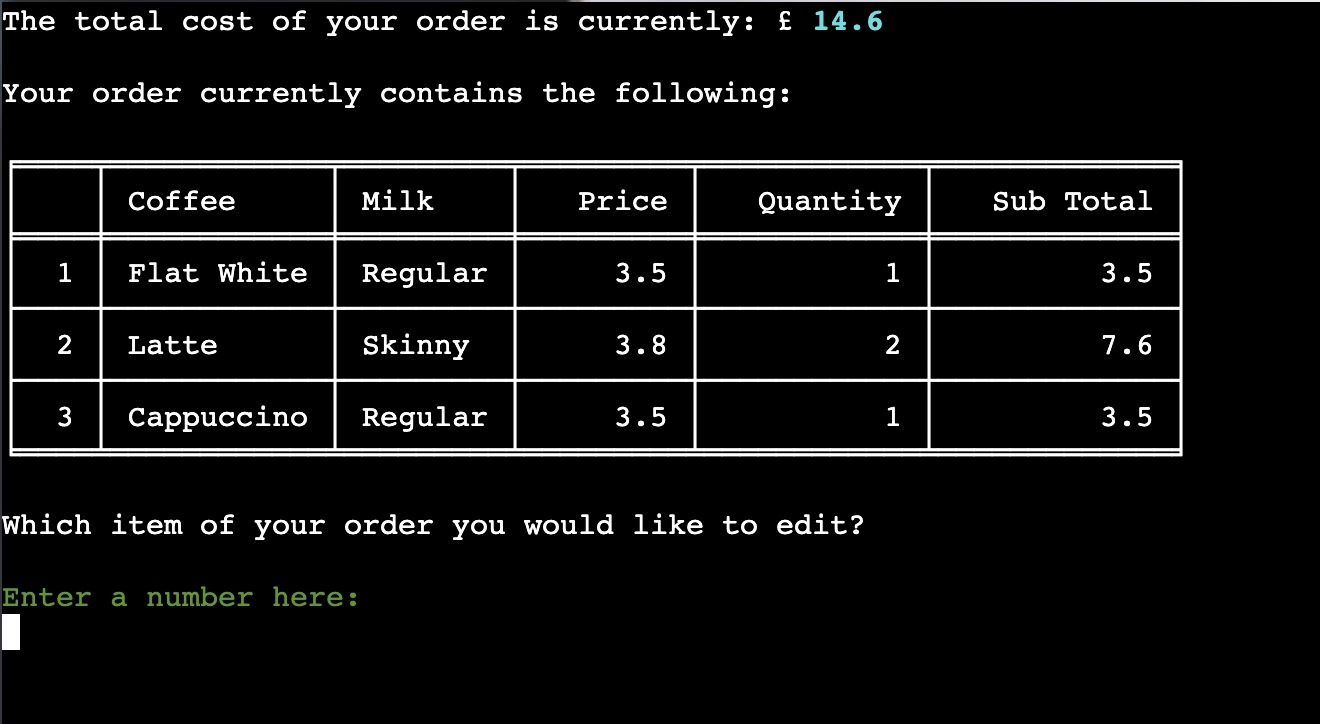 The total cost of your order is currently: £ 14.6
Your order currently contains the following:
Coffee Milk Price Quantity Sub Total
1 Flat White Regular 3.5 1 3.5
2 Latte Skinny 3.8 2 7.6
3 Cappuccino Regular 3.5 1 3.5
Which item of your order you would like to edit?
Enter a number here: